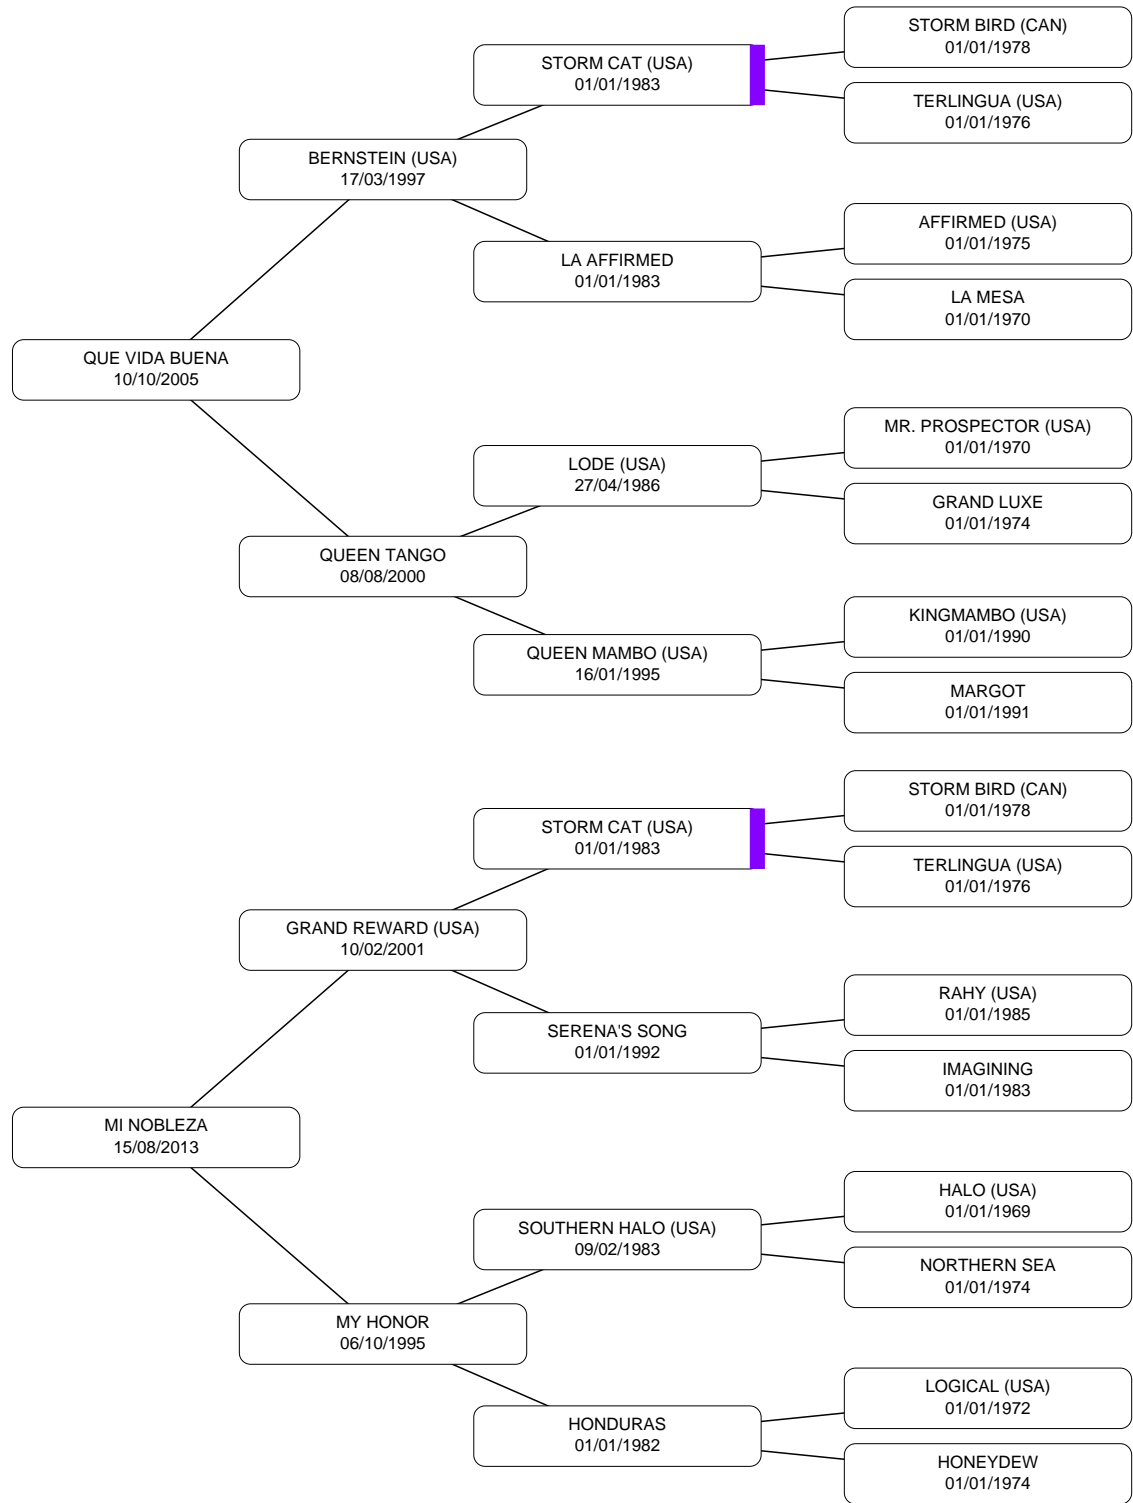 STORM BIRD (CAN)
01/01/1978
STORM CAT (USA)
01/01/1983
TERLINGUA (USA)
01/01/1976
BERNSTEIN (USA)
17/03/1997
AFFIRMED (USA)
01/01/1975
LA AFFIRMED
01/01/1983
LA MESA
01/01/1970
QUE VIDA BUENA
10/10/2005
MR. PROSPECTOR (USA)
01/01/1970
LODE (USA)
27/04/1986
GRAND LUXE
01/01/1974
QUEEN TANGO
08/08/2000
KINGMAMBO (USA)
01/01/1990
QUEEN MAMBO (USA)
16/01/1995
MARGOT
01/01/1991
STORM BIRD (CAN)
01/01/1978
STORM CAT (USA)
01/01/1983
TERLINGUA (USA)
01/01/1976
GRAND REWARD (USA)
10/02/2001
RAHY (USA)
01/01/1985
SERENA'S SONG
01/01/1992
IMAGINING
01/01/1983
MI NOBLEZA
15/08/2013
HALO (USA)
01/01/1969
SOUTHERN HALO (USA)
09/02/1983
NORTHERN SEA
01/01/1974
MY HONOR
06/10/1995
LOGICAL (USA)
01/01/1972
HONDURAS
01/01/1982
HONEYDEW
01/01/1974